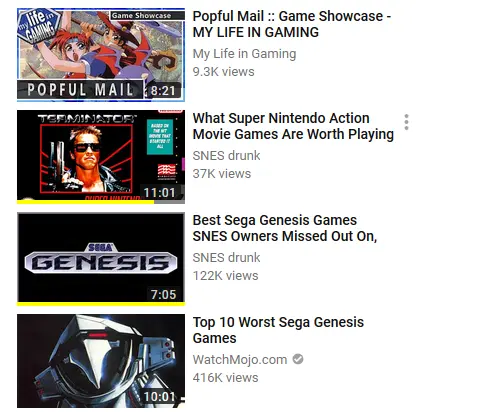 my life in
GAMING
Game Showcase
POPFUL MAIL
8:21
Popful Mail :: Game Showcase -
MY LIFE IN GAMING
My Life in Gaming
9.3K views
TERMINATOR
BASED ON
THE HIT
MOVIE THAT
STARTED IT
ALL
SUPER NINTENDO
11:01
What Super Nintendo Action
Movie Games Are Worth Playing
SNES drunk
37K views
SEGA
GENESIS
7:05
Best Sega Genesis Games
SNES Owners Missed Out On,
SNES drunk
122K views
10:01
Top 10 Worst Sega Genesis
Games
WatchMojo.com
416K views